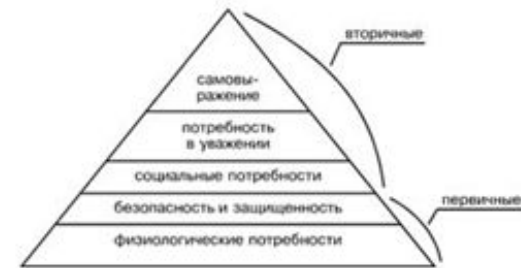 вторичные
самовы-
ражение
потребность
в уважении
социальные потребности
безопасность и защищенность
первичные
физиологические потребности